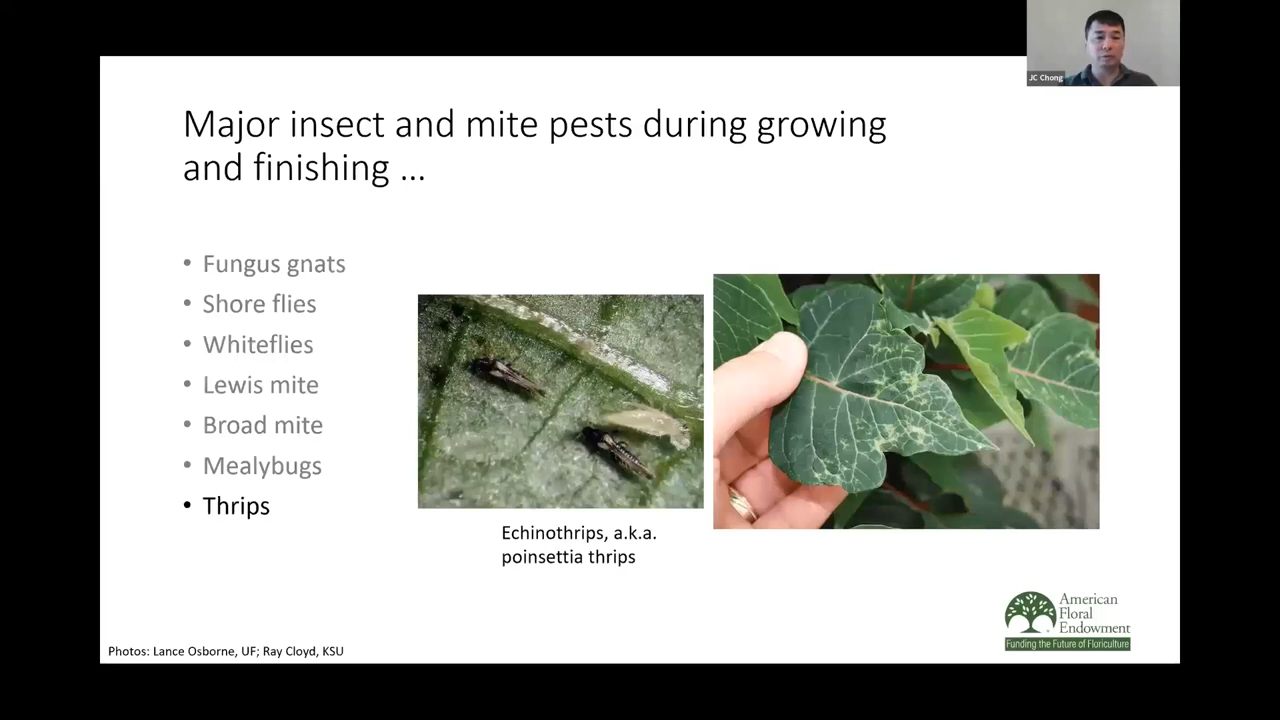 JC Chong
Major insect and mite pests during growing
and finishing ...
• Fungus gnats
• Shore flies
• Whiteflies
• Lewis mite
• Broad mite
• Mealybugs
• Thrips
Echinothrips, a.k.a.
poinsettia thrips
American
Floral
Endowment
Funding the Future of Floriculture
Photos: Lance Osborne, UF; Ray Cloyd, KSU